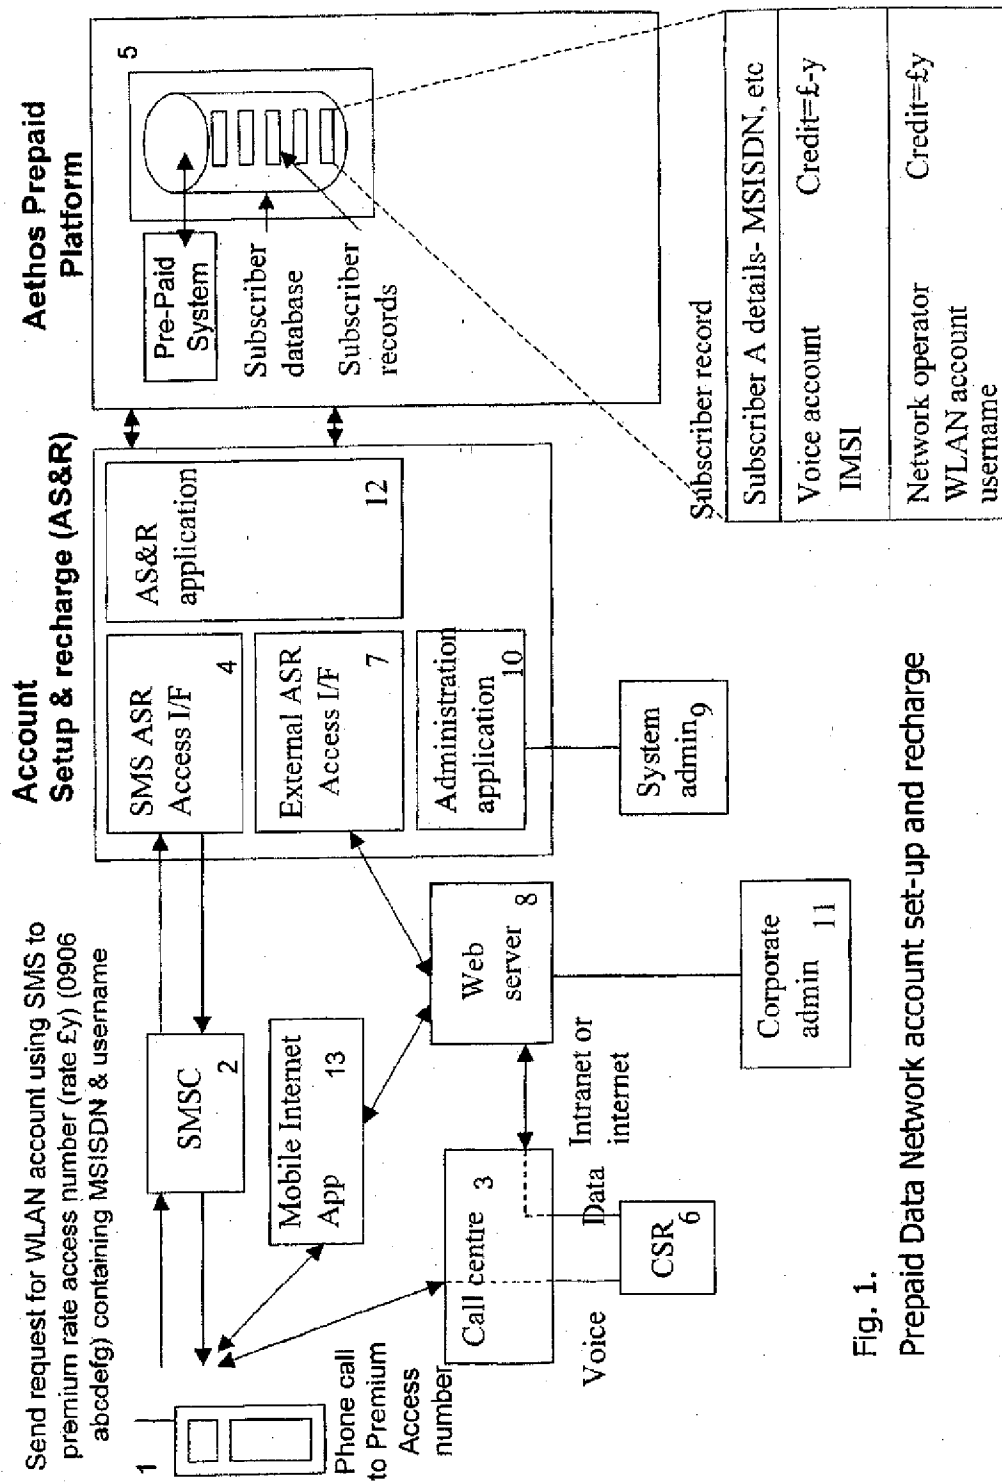 Send request for WLAN account using SMS to
premium rate access number (rate £y) (0906
abcdefg) containing MSISDN & username
Account
Setup & recharge (AS&R)
Aethos Prepaid
Platform
1
SMSC
2
SMS ASR
Access I/F
4
AS&R
application
12
Pre-Paid
System
5
Subscriber
database
Subscriber
records
Mobile Internet
App 13
External ASR
Access I/F
7
Phone call
to Premium
Access
number
Call centre 3
Web
server 8
Administration
application
10
Voice
Data
Intranet or
internet
CSR
6
System
admin 9
Corporate
admin 11
Subscriber record
Subscriber A details- MSISDN, etc
Voice account Credit=£-y
IMSI
Network operator Credit=£y
WLAN account
username
Fig. 1.
Prepaid Data Network account set-up and recharge